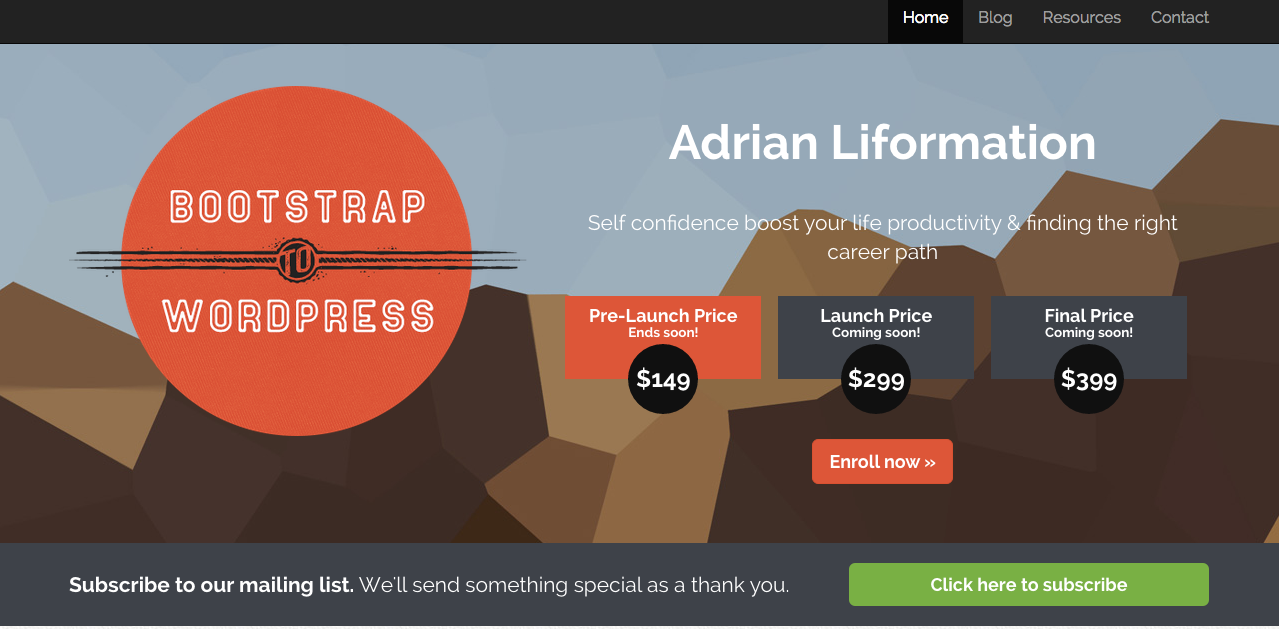 Home Blog Resources Contact
BOOTSTRAP
TO
WORDPRESS
Adrian Liformation
Self confidence boost your life productivity & finding the right
career path
Pre-Launch Price
Ends soon!
$149
Launch Price
Coming soon!
$299
Final Price
Coming soon!
$399
Enroll now »
Subscribe to our mailing list. We'll send something special as a thank you.
Click here to subscribe